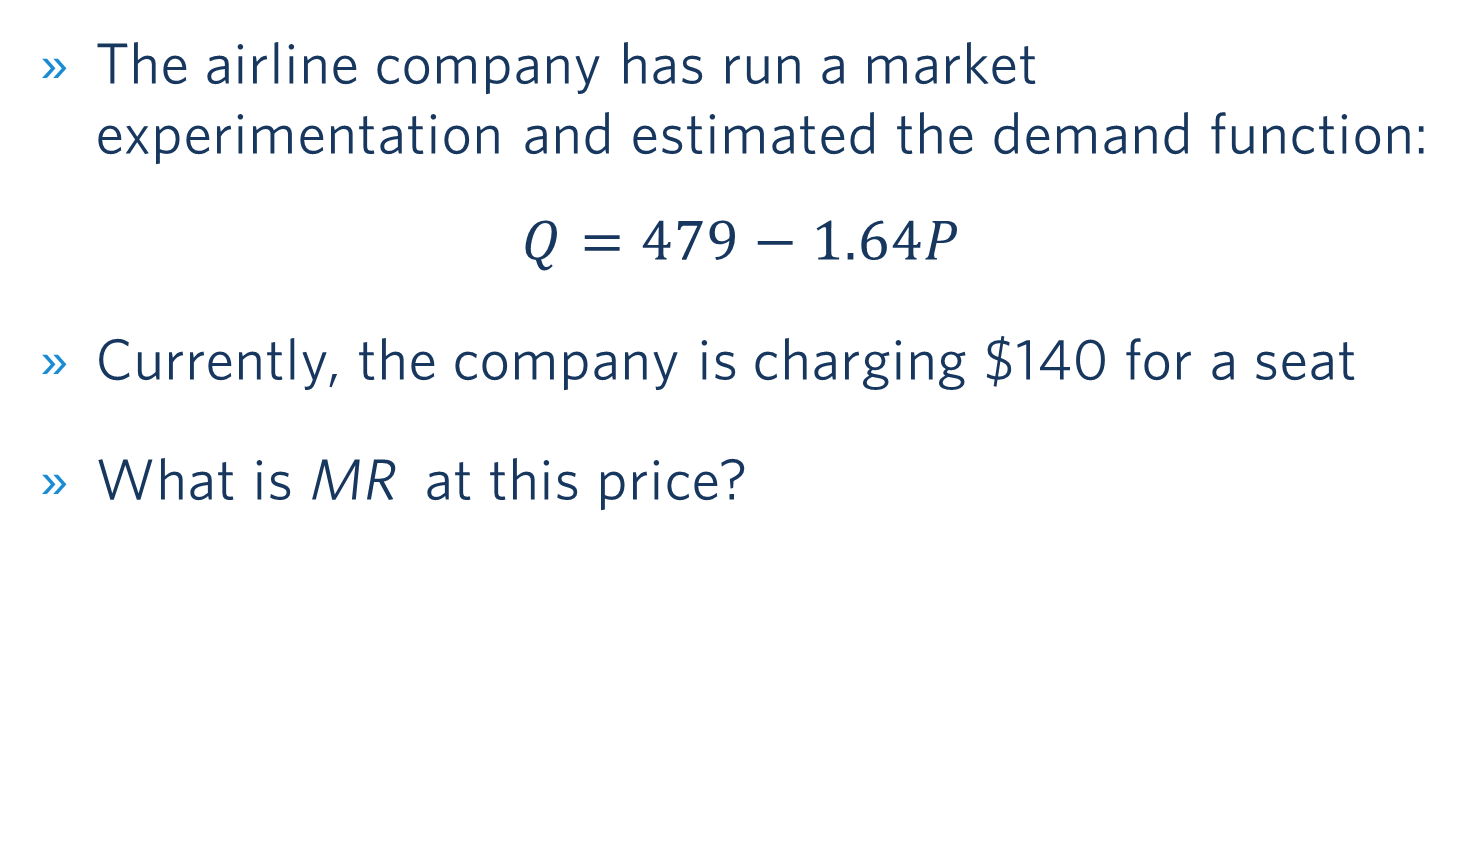 » The airline company has run a market
experimentation and estimated the demand function:
Q = 479 − 1.64P
» Currently, the company is charging $140 for a seat
» What is MR at this price?